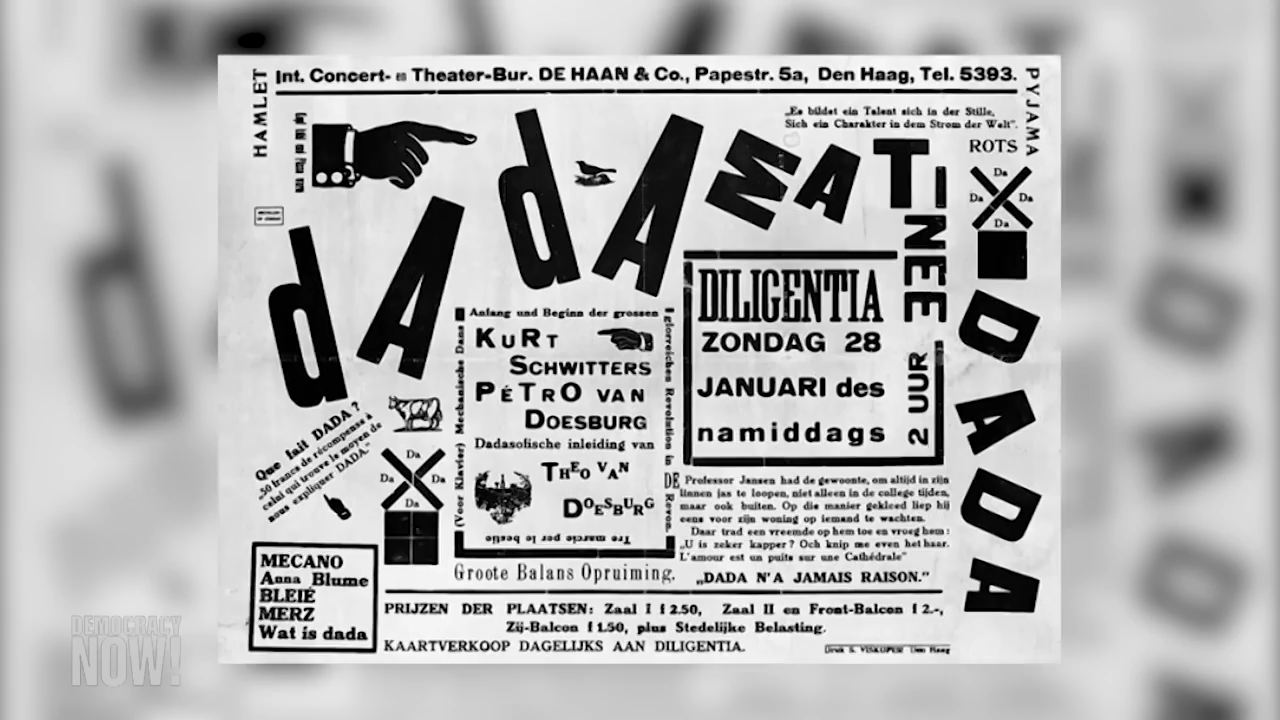 HAMLET
Int. Concert- en Theater-Bur. DE HAAN & Co., Papestr. 5a, Den Haag, Tel. 5393.
PYJAMA
„Es bildet ein Talent sich in der Stille,
Sich ein Charakter in dem Strom der Welt".
ROTS
dA dA MATINÉE
Da
Da Da
Da
DADA
DADA
DILIGENTIA
ZONDAG 28
JANUARI des
namiddags
2 UUR
Anfang und Beginn der grossen
glorreichen Revolution in Revon.
KURT
SCHWITTERS
PÉTRO VAN
DOESBURG
(Voor Klavier) Mechanische Dans
Dadasofische inleiding van
THEO VAN
DOESBURG
Tre marcie per le bestie
Que fait DADA?
„50 francs de récompense à
celui qui trouve le moyen de
nous expliquer DADA."
Da
Da Da
Da
DE Professor Jansen had de gewoonte, om altijd in zijn
linnen jas te loopen, niet alleen in de college tijden,
maar ook buiten. Op die manier gekleed liep hij
eens voor zijn woning op iemand te wachten.
Daar trad een vreemde op hem toe en vroeg hem:
„U is zeker kapper? Och knip me even het haar.
L'amour est un puits sur une Cathédrale"
Groote Balans Opruiming.
„DADA N'A JAMAIS RAISON."
MECANO
Anna Blume
BLEIÉ
MERZ
Wat is dada
PRIJZEN DER PLAATSEN: Zaal I f 2.50, Zaal II en Front-Balcon f 2.-,
Zij-Balcon f 1.50, plus Stedelijke Belasting.
KAARTVERKOOP DAGELIJKS AAN DILIGENTIA.
Druk S. VISKOPER Den Haag
DEMOCRACY
NOW!